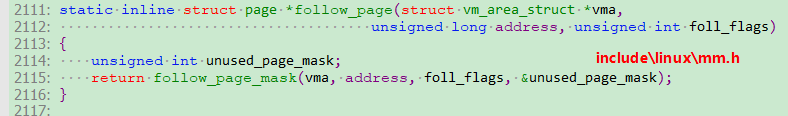 2111: static inline struct page *follow_page(struct vm_area_struct *vma,
2112: unsigned long address, unsigned int foll_flags)
2113: {
2114: unsigned int unused_page_mask;
include\linux\mm.h
2115: return follow_page_mask(vma, address, foll_flags, &unused_page_mask);
2116: }
2117: